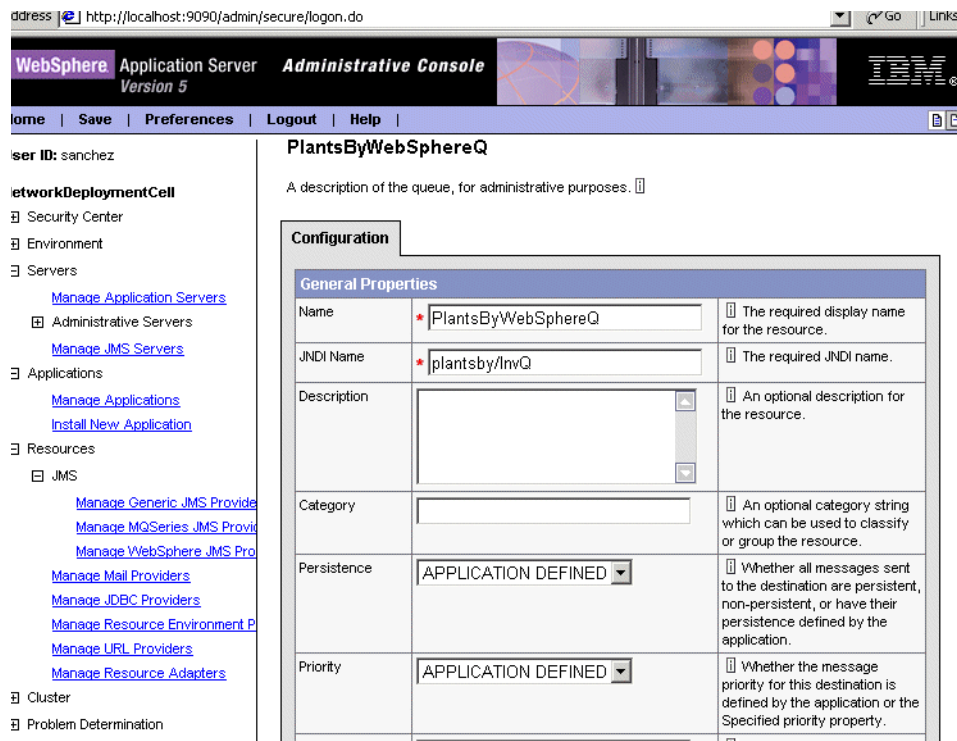 ddress http://localhost:9090/admin/secure/logon.do Go Links
WebSphere Application Server Administrative Console
Version 5
IBM ®
ome | Save | Preferences | Logout | Help |
ser ID: sanchez
etworkDeploymentCell
Security Center
Environment
Servers
Manage Application Servers
Administrative Servers
Manage JMS Servers
Applications
Manage Applications
Install New Application
Resources
JMS
Manage Generic JMS Provide
Manage MQSeries JMS Provi
Manage WebSphere JMS Pro
Manage Mail Providers
Manage JDBC Providers
Manage Resource Environment P
Manage URL Providers
Manage Resource Adapters
Cluster
Problem Determination
PlantsByWebSphereQ
A description of the queue, for administrative purposes. i
Configuration
General Properties
Name
* PlantsByWebSphereQ
i The required display name
for the resource.
JNDI Name
* plantsby/InvQ
i The required JNDI name.
Description
i An optional description for
the resource.
Category
i An optional category string
which can be used to classify
or group the resource.
Persistence
APPLICATION DEFINED
i Whether all messages sent
to the destination are persistent,
non-persistent, or have their
persistence defined by the
application.
Priority
APPLICATION DEFINED
i Whether the message
priority for this destination is
defined by the application or the
Specified priority property.